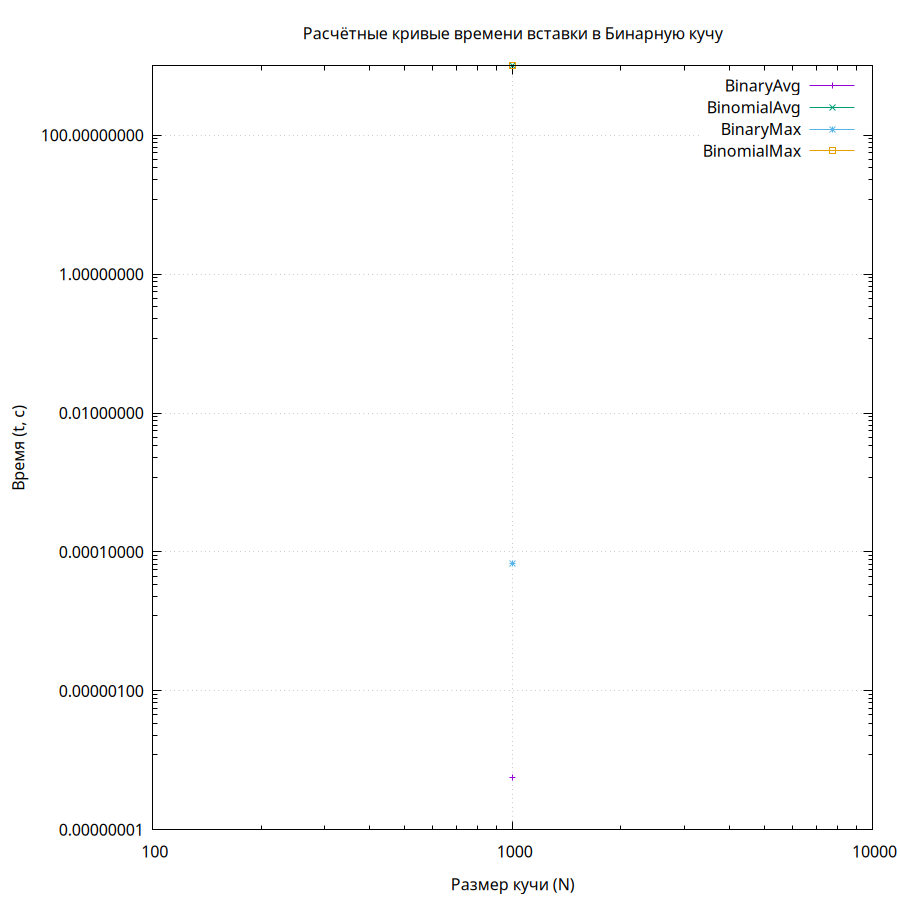 Расчётные кривые времени вставки в Бинарную кучу
BinaryAvg
BinomialAvg
BinaryMax
BinomialMax
100.00000000
1.00000000
0.01000000
0.00010000
0.00000100
0.00000001
Время (t, с)
100
1000
10000
Размер кучи (N)